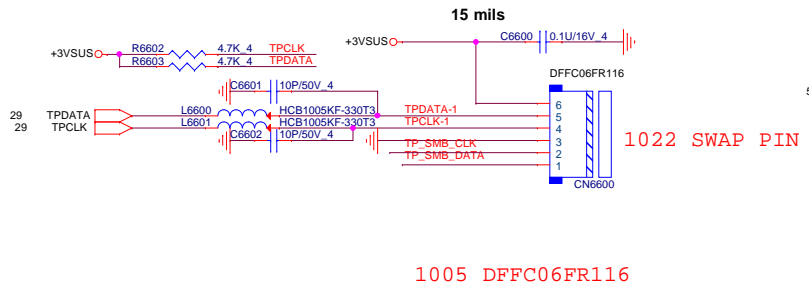 15 mils
+3VSUS
R6602 4.7K_4 TPCLK
R6603 4.7K_4 TPDATA
+3VSUS
C6600 0.1U/16V_4
DFFC06FR116
C6601 10P/50V_4
29 TPDATA L6600 HCB1005KF-330T3 TPDATA-1
29 TPCLK L6601 HCB1005KF-330T3 TPCLK-1
C6602 10P/50V_4
TP_SMB_CLK
TP_SMB_DATA
6
5
4
3
2
1
CN6600
1022 SWAP PIN
1005 DFFC06FR116